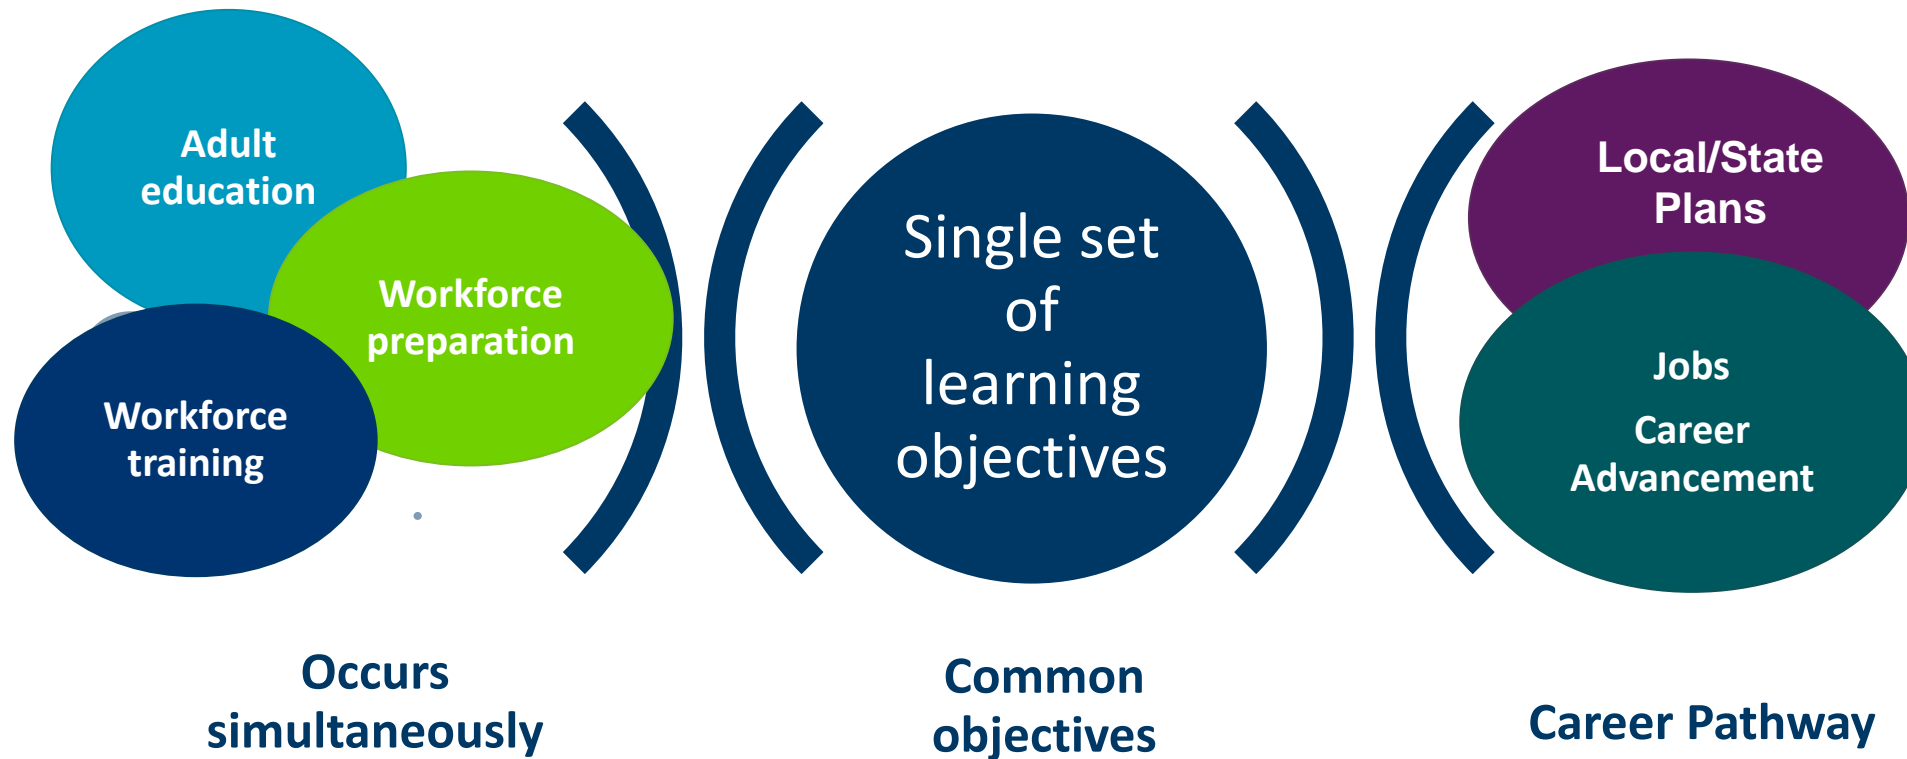 Adult
education
Workforce
preparation
Workforce
training
Single set
of
learning
objectives
Local/State
Plans
Jobs
Career
Advancement
Occurs
simultaneously
Common
objectives
Career Pathway